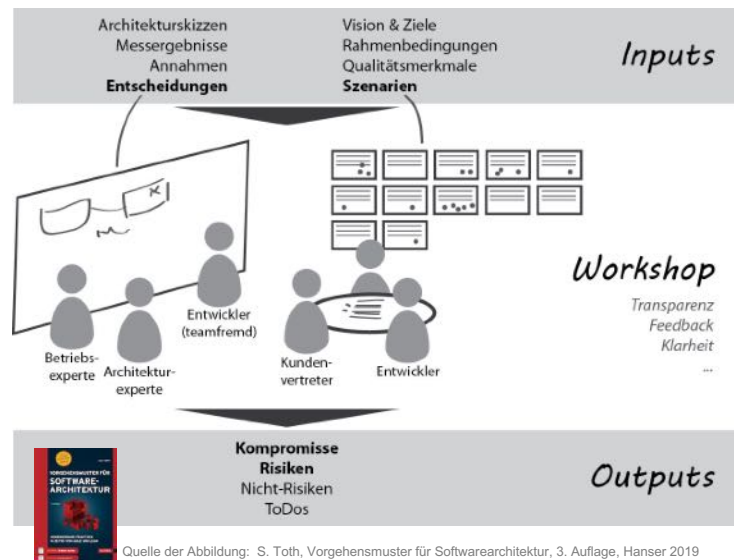 Architekturskizzen
Messergebnisse
Annahmen
Entscheidungen
Vision & Ziele
Rahmenbedingungen
Qualitätsmerkmale
Szenarien
Inputs
Workshop
Transparenz
Feedback
Klarheit
...
Betriebs-
experte
Architektur-
experte
Entwickler
(teamfremd)
Kunden-
vertreter
Entwickler
Kompromisse
Risiken
Nicht-Risiken
ToDos
Outputs
VORGEHENSMUSTER FÜR
SOFTWARE-
ARCHITEKTUR
Quelle der Abbildung: S. Toth, Vorgehensmuster für Softwarearchitektur, 3. Auflage, Hanser 2019